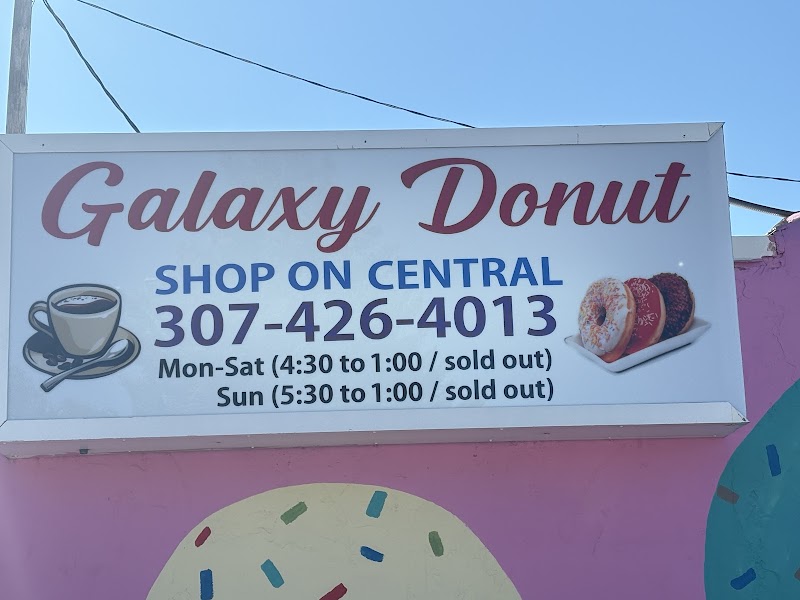 Galaxy Donut
SHOP ON CENTRAL
307-426-4013
Mon-Sat (4:30 to 1:00 / sold out)
Sun (5:30 to 1:00 / sold out)